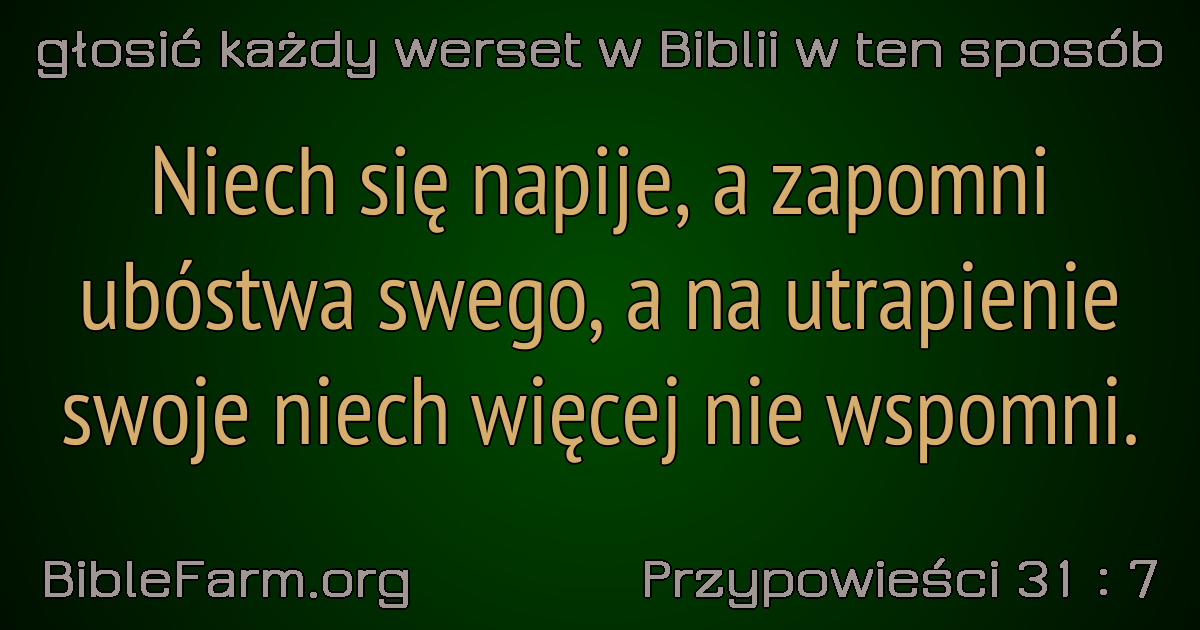 głosić każdy werset w Biblii w ten sposób
Niech się napije, a zapomni
ubóstwa swego, a na utrapienie
swoje niech więcej nie wspomni.
BibleFarm.org
Przypowieści 31 : 7